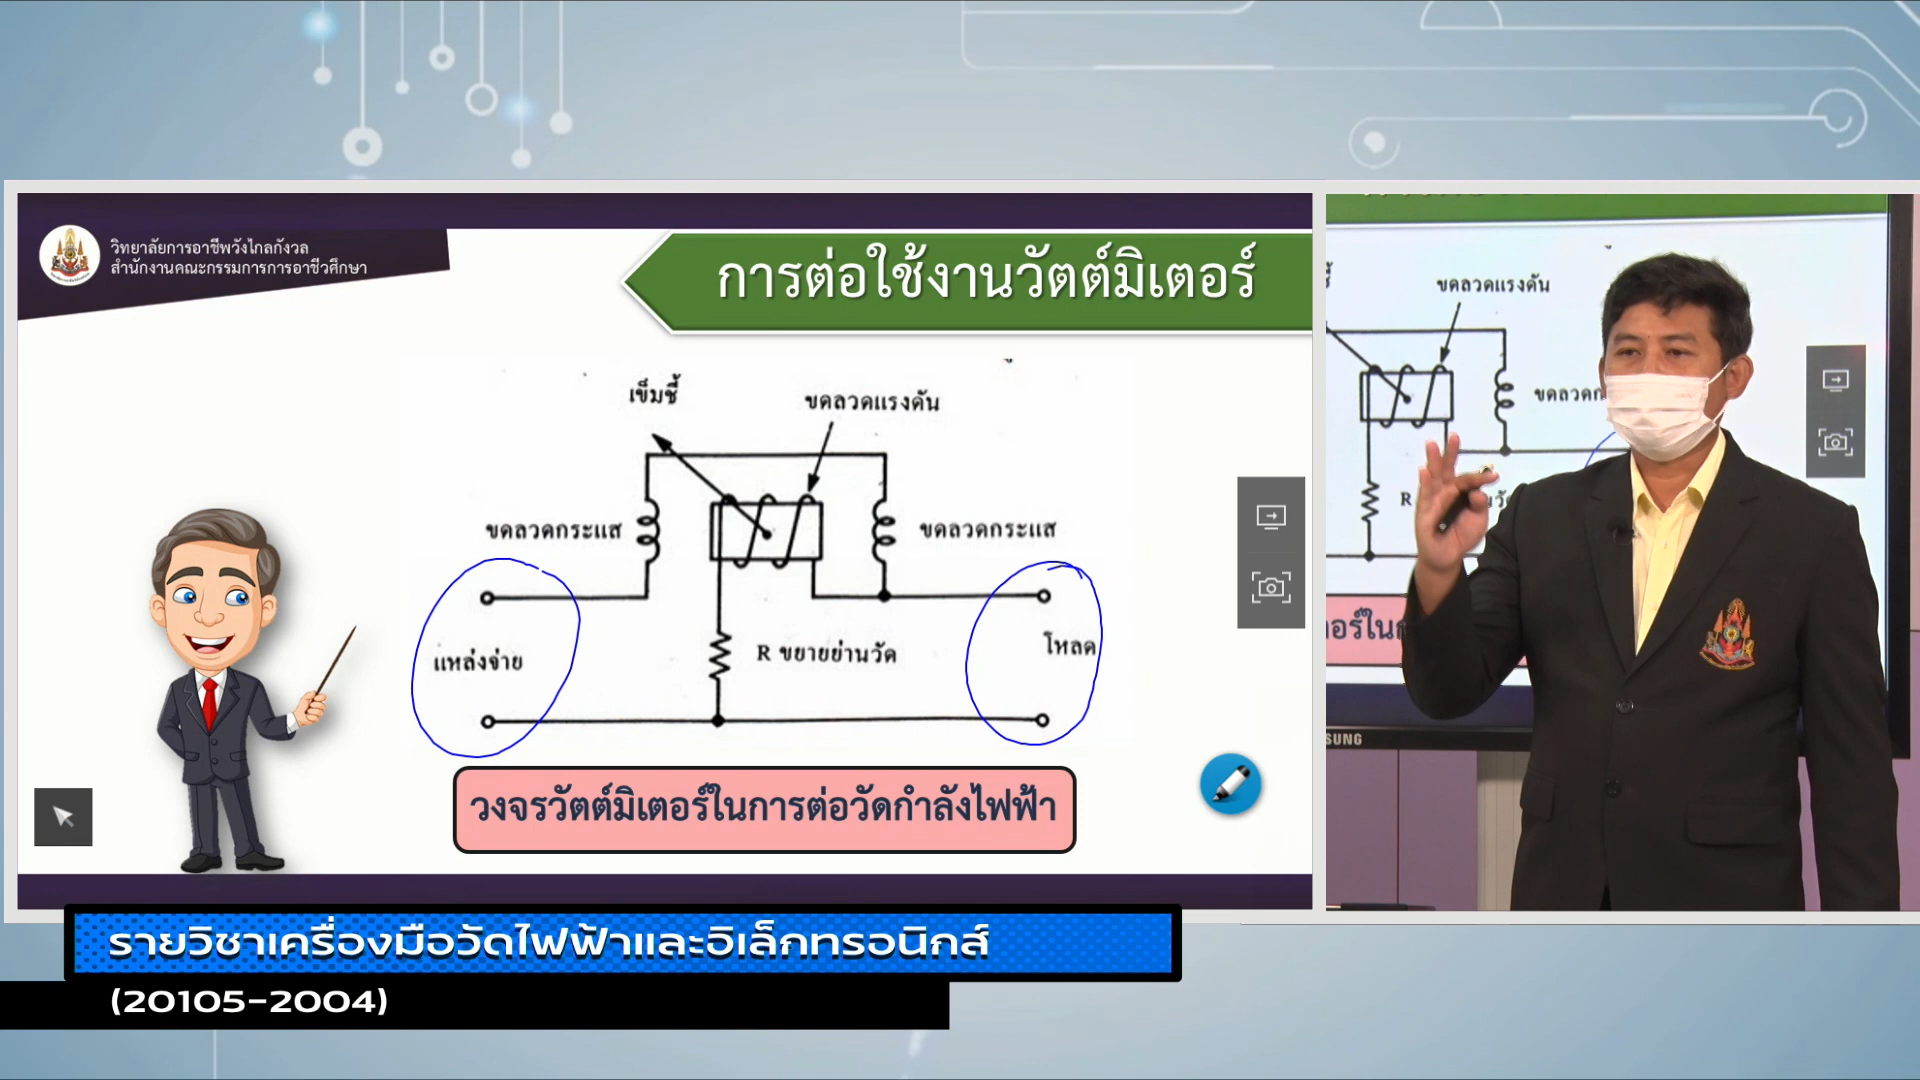 วิทยาลัยการอาชีพวังไกลกังวล
สำนักงานคณะกรรมการการอาชีวศึกษา
การต่อใช้งานวัตต์มิเตอร์
เข็มชี้
ขดลวดแรงดัน
ขดลวดกระแส
ขดลวดกระแส
แหล่งจ่าย
R ขยายย่านวัด
โหลด
วงจรวัตต์มิเตอร์ในการต่อวัดกำลังไฟฟ้า
ขดลวดแรงดัน
ขดลวดก
R
SUNG
รายวิชาเครื่องมือวัดไฟฟ้าและอิเล็กทรอนิกส์
(20105-2004)